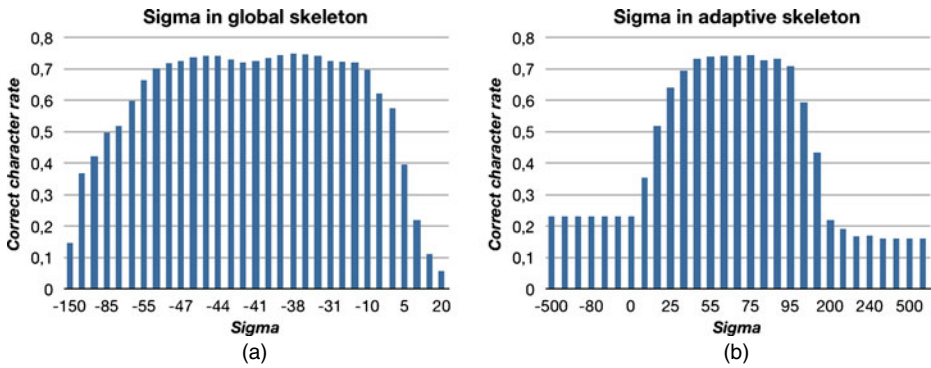 Sigma in global skeleton
0,8
0,7
0,6
0,5
0,4
0,3
0,2
0,1
0
Correct character rate
-150 -85 -55 -47 -44 -41 -38 -31 -10 5 20
Sigma
(a)
Sigma in adaptive skeleton
0,8
0,7
0,6
0,5
0,4
0,3
0,2
0,1
0
Correct character rate
-500 -80 0 25 55 75 95 200 240 500
Sigma
(b)